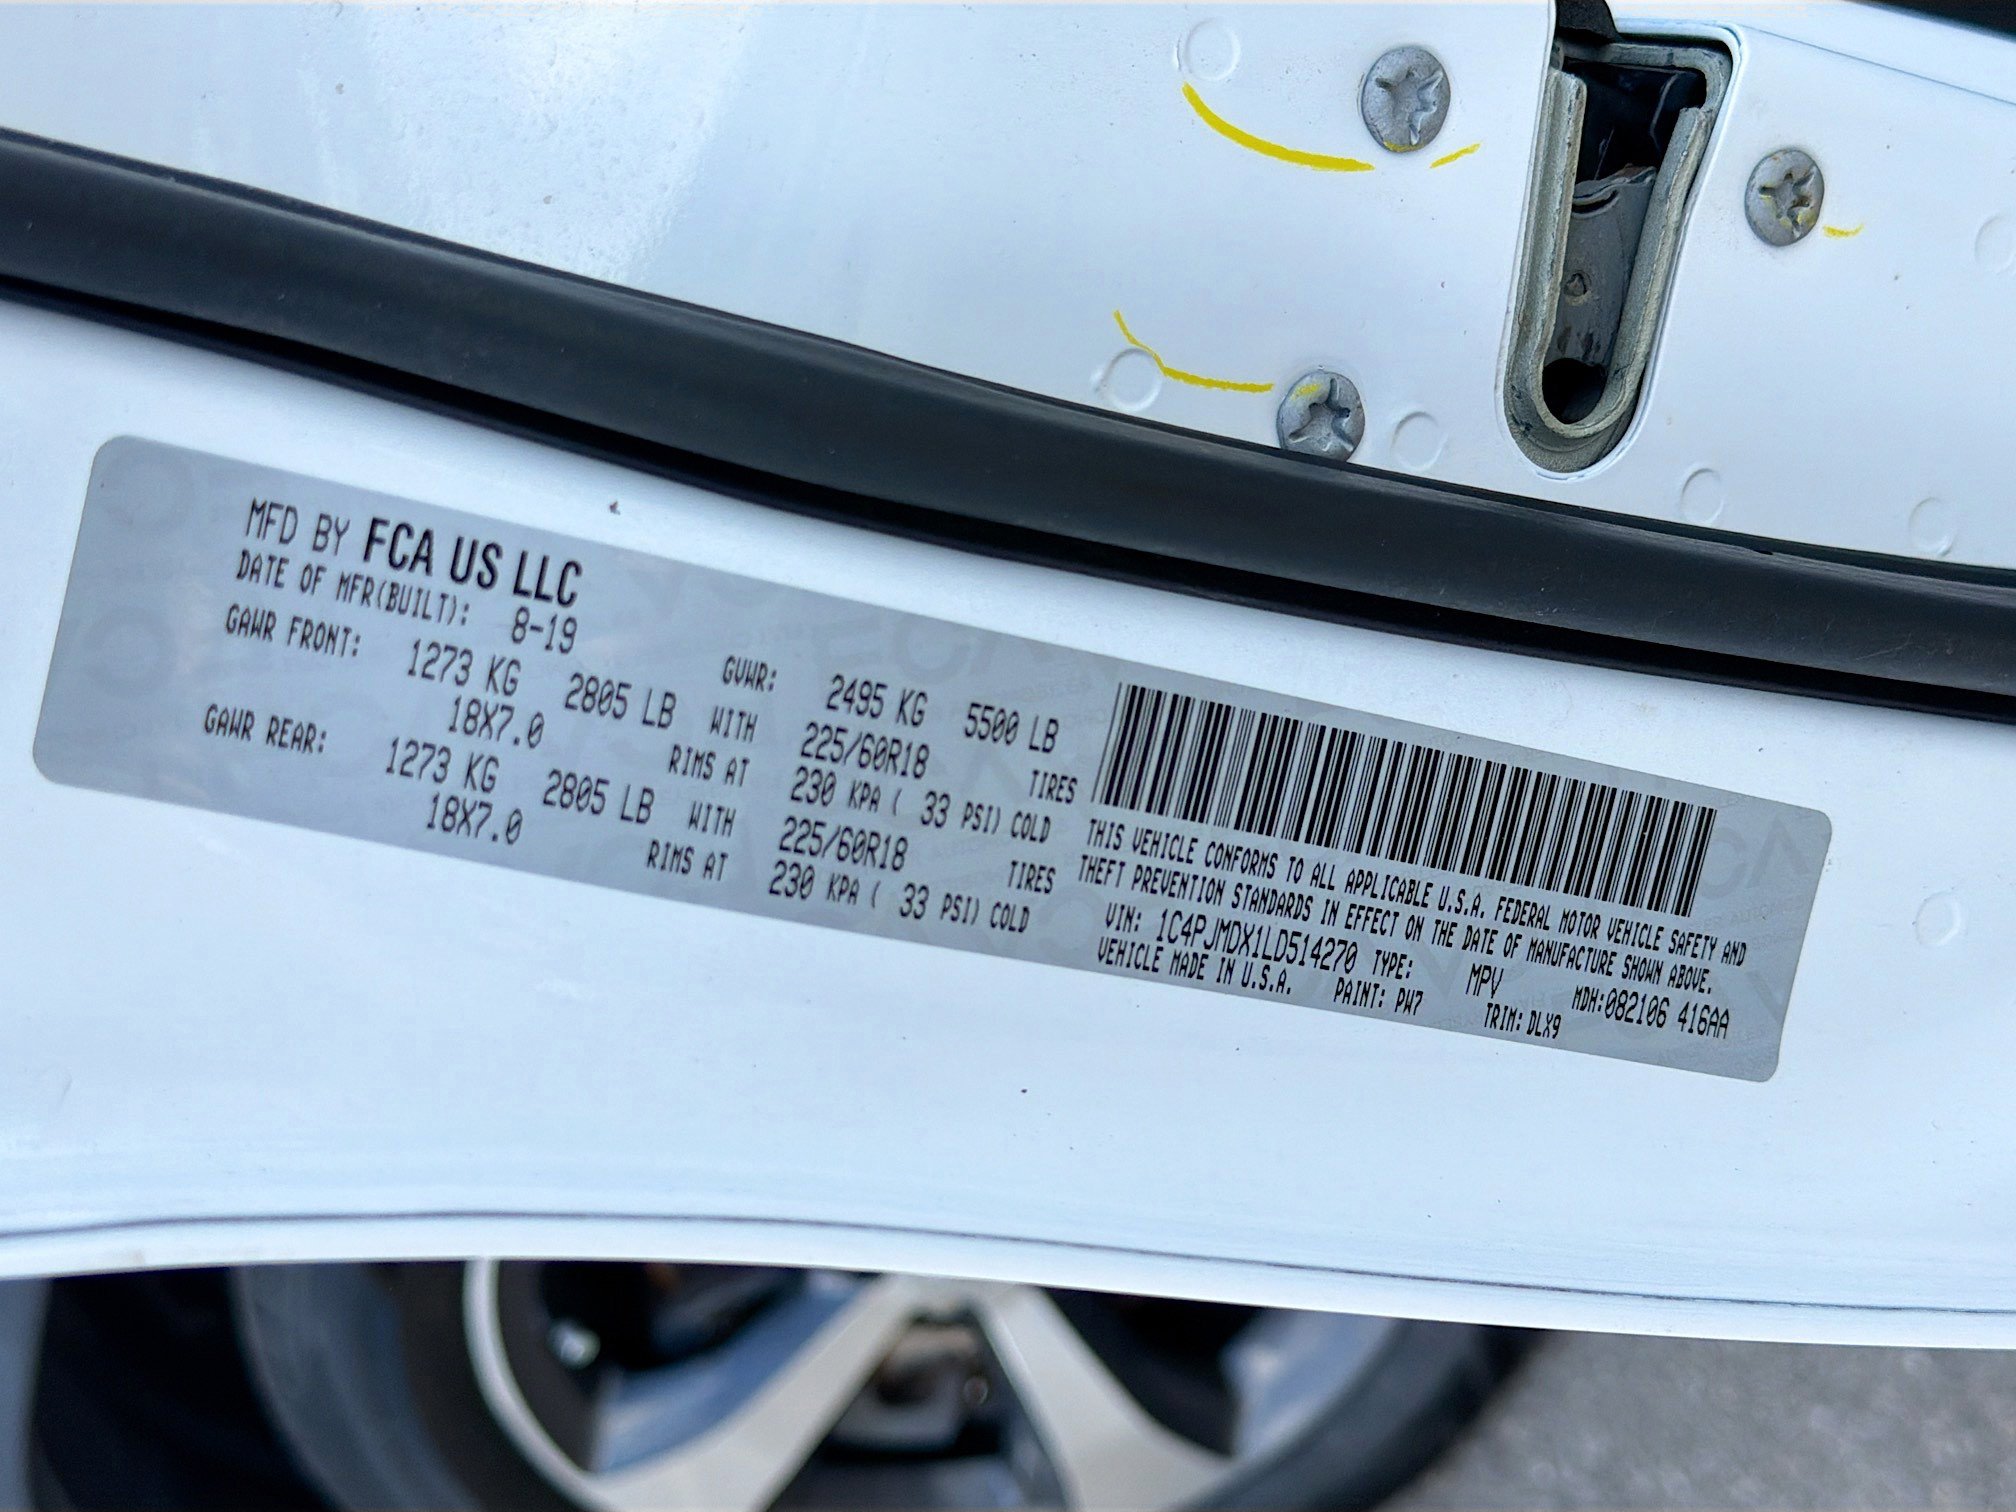 MFD BY FCA US LLC
DATE OF MFR(BUILT): 8-19
GVWR: 2495 KG 5500 LB
GAWR FRONT: 1273 KG 2805 LB WITH 225/60R18 TIRES
18X7.0 RIMS AT 230 KPA ( 33 PSI) COLD
GAWR REAR: 1273 KG 2805 LB WITH 225/60R18 TIRES
18X7.0 RIMS AT 230 KPA ( 33 PSI) COLD
THIS VEHICLE CONFORMS TO ALL APPLICABLE U.S.A. FEDERAL MOTOR VEHICLE SAFETY AND
THEFT PREVENTION STANDARDS IN EFFECT ON THE DATE OF MANUFACTURE SHOWN ABOVE.
VIN: 1C4PJMDX1LD514270 TYPE: MPV MDH:082106 416AA
VEHICLE MADE IN U.S.A. PAINT: PW7 TRIM: DLX9